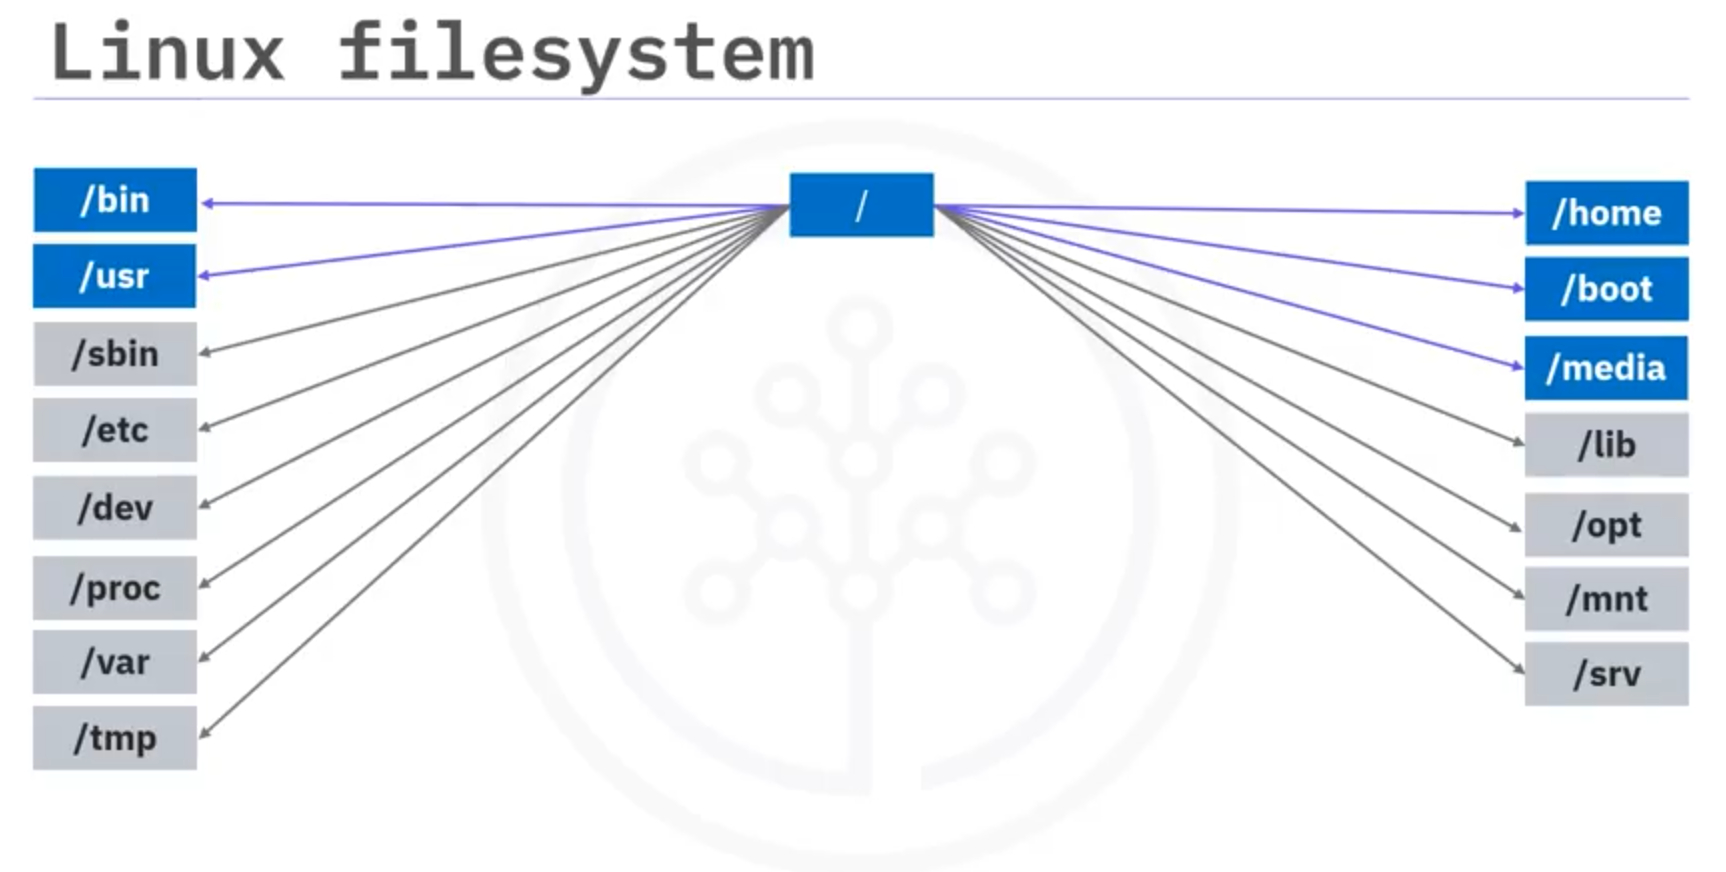 Linux filesystem
/
/bin
/usr
/sbin
/etc
/dev
/proc
/var
/tmp
/home
/boot
/media
/lib
/opt
/mnt
/srv